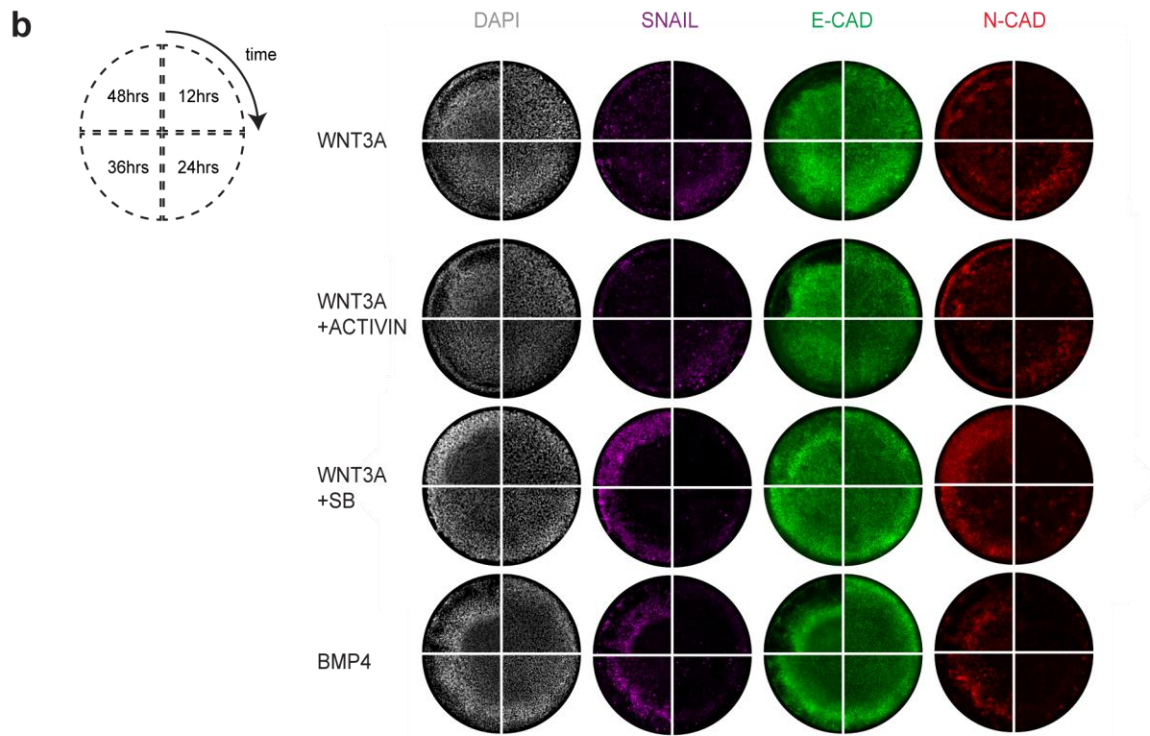 b
time
48hrs 12hrs
36hrs 24hrs
DAPI SNAIL E-CAD N-CAD
WNT3A
WNT3A
+ACTIVIN
WNT3A
+SB
BMP4